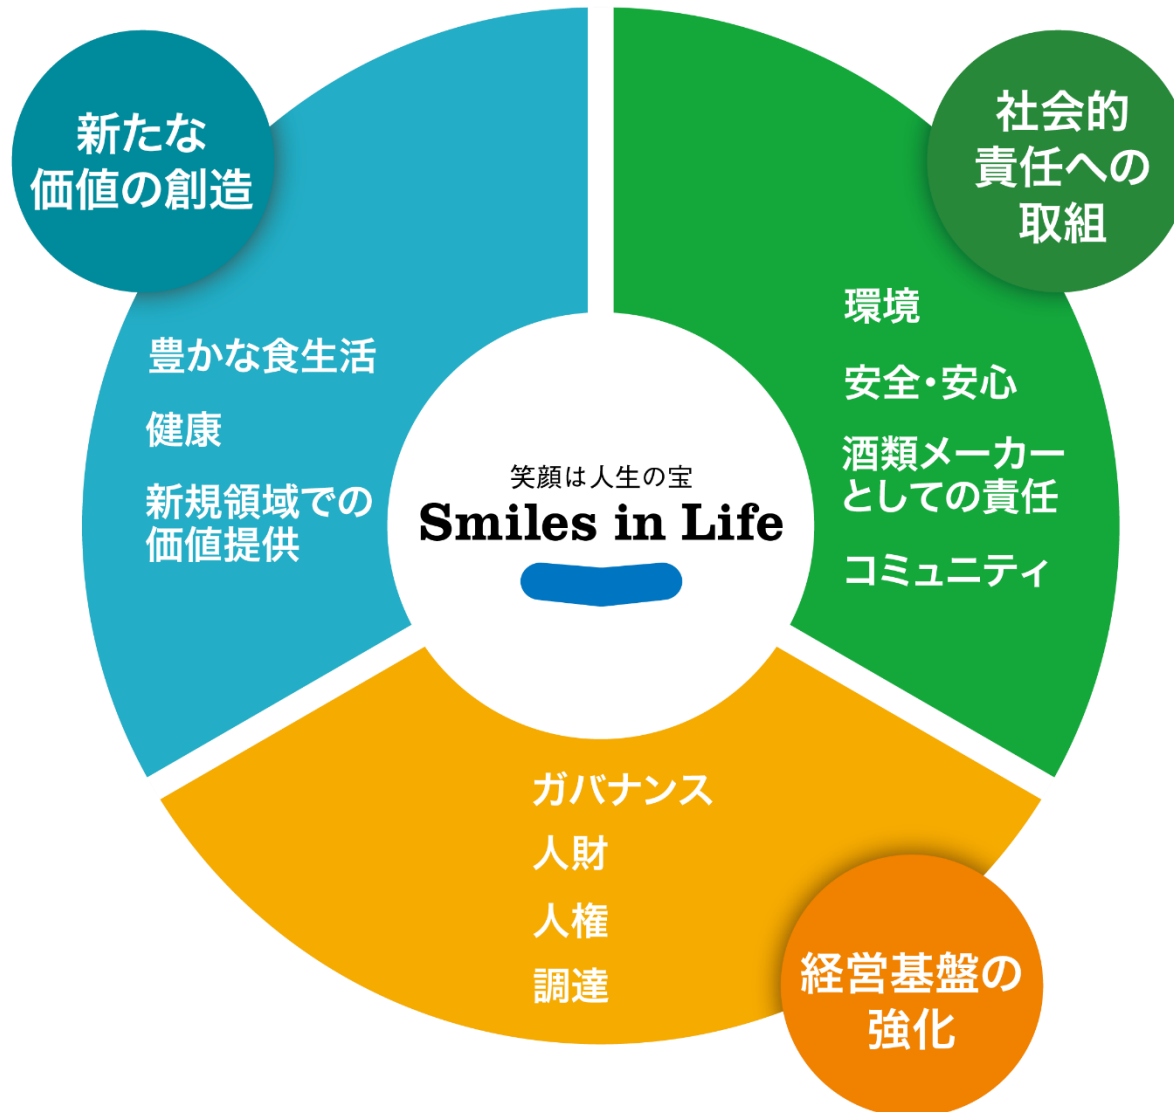 新たな
価値の創造
豊かな食生活
健康
新規領域での
価値提供
社会的
責任への
取組
環境
安全・安心
酒類メーカー
としての責任
コミュニティ
笑顔は人生の宝
Smiles in Life
ガバナンス
人財
人権
調達
経営基盤の
強化